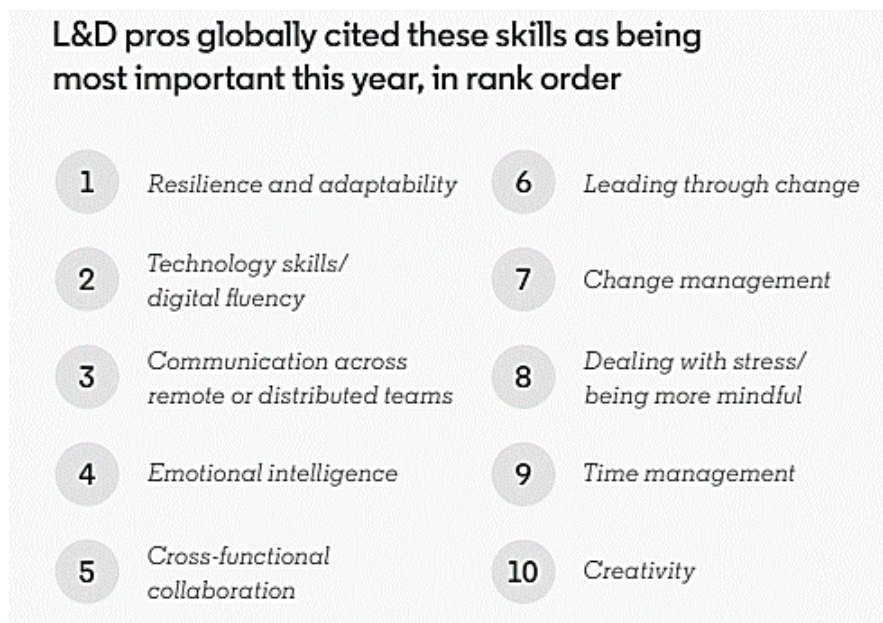 L&D pros globally cited these skills as being
most important this year, in rank order
1 Resilience and adaptability
2 Technology skills/
digital fluency
3 Communication across
remote or distributed teams
4 Emotional intelligence
5 Cross-functional
collaboration
6 Leading through change
7 Change management
8 Dealing with stress/
being more mindful
9 Time management
10 Creativity